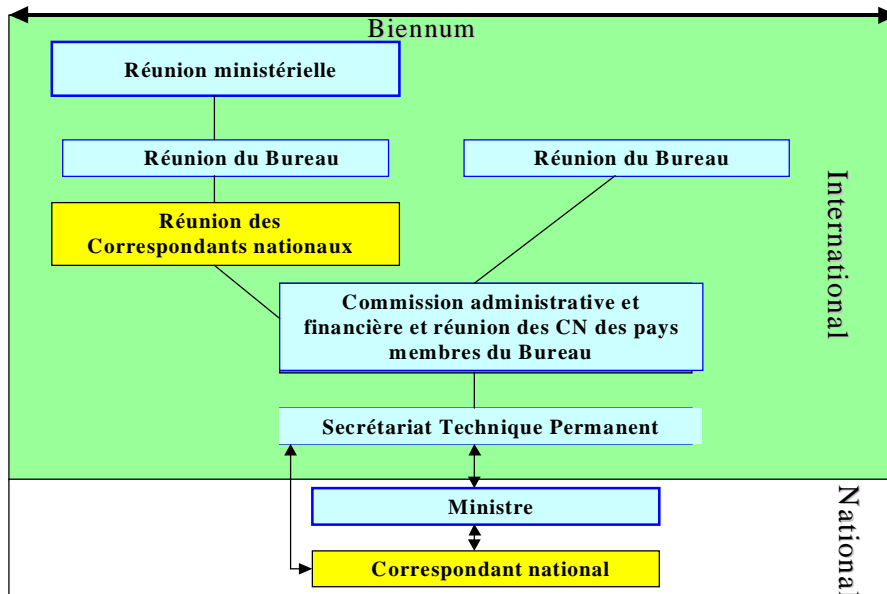 Biennum
Réunion ministérielle
Réunion du Bureau
Réunion du Bureau
Réunion des
Correspondants nationaux
International
Commission administrative et
financière et réunion des CN des pays
membres du Bureau
Secrétariat Technique Permanent
Ministre
National
Correspondant national